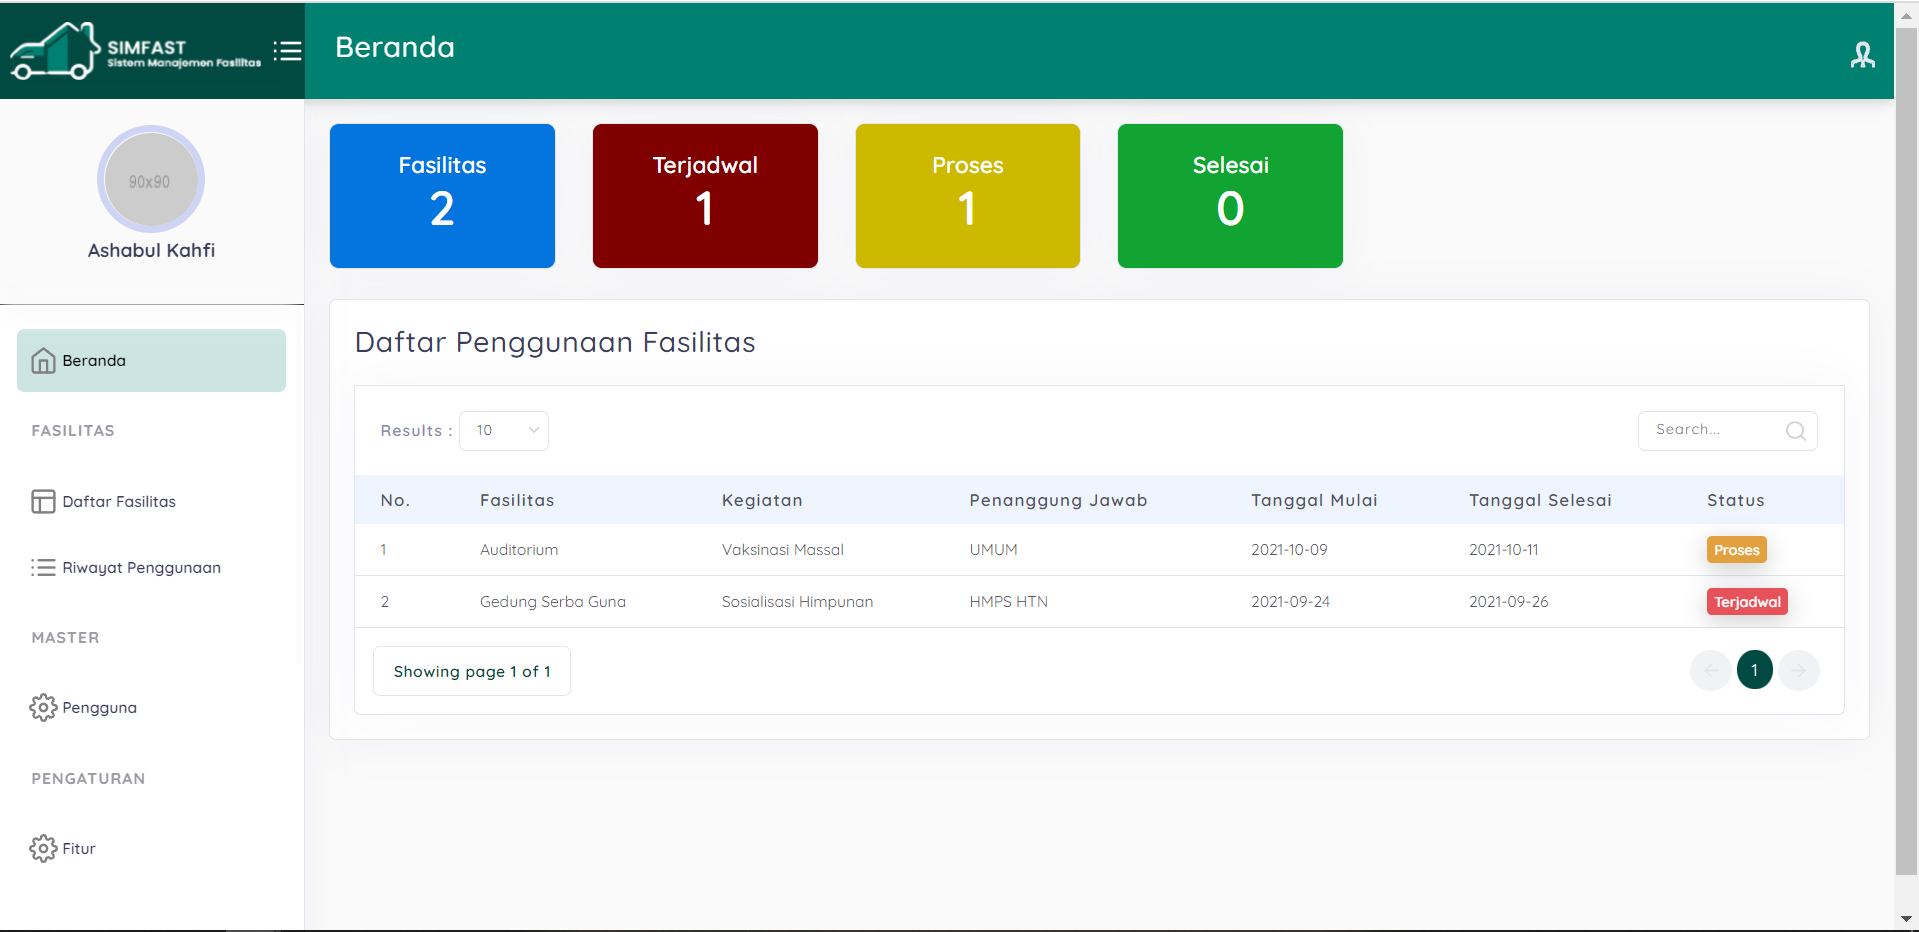 SIMFAST
Sistem Manajemen Fasilitas
Beranda
90x90
Ashabul Kahfi
Beranda
FASILITAS
Daftar Fasilitas
Riwayat Penggunaan
MASTER
Pengguna
PENGATURAN
Fitur
Fasilitas
2
Terjadwal
1
Proses
1
Selesai
0
Daftar Penggunaan Fasilitas
Results : 10
Search...
No. Fasilitas Kegiatan Penanggung Jawab Tanggal Mulai Tanggal Selesai Status
1 Auditorium Vaksinasi Massal UMUM 2021-10-09 2021-10-11 Proses
2 Gedung Serba Guna Sosialisasi Himpunan HMPS HTN 2021-09-24 2021-09-26 Terjadwal
Showing page 1 of 1
1